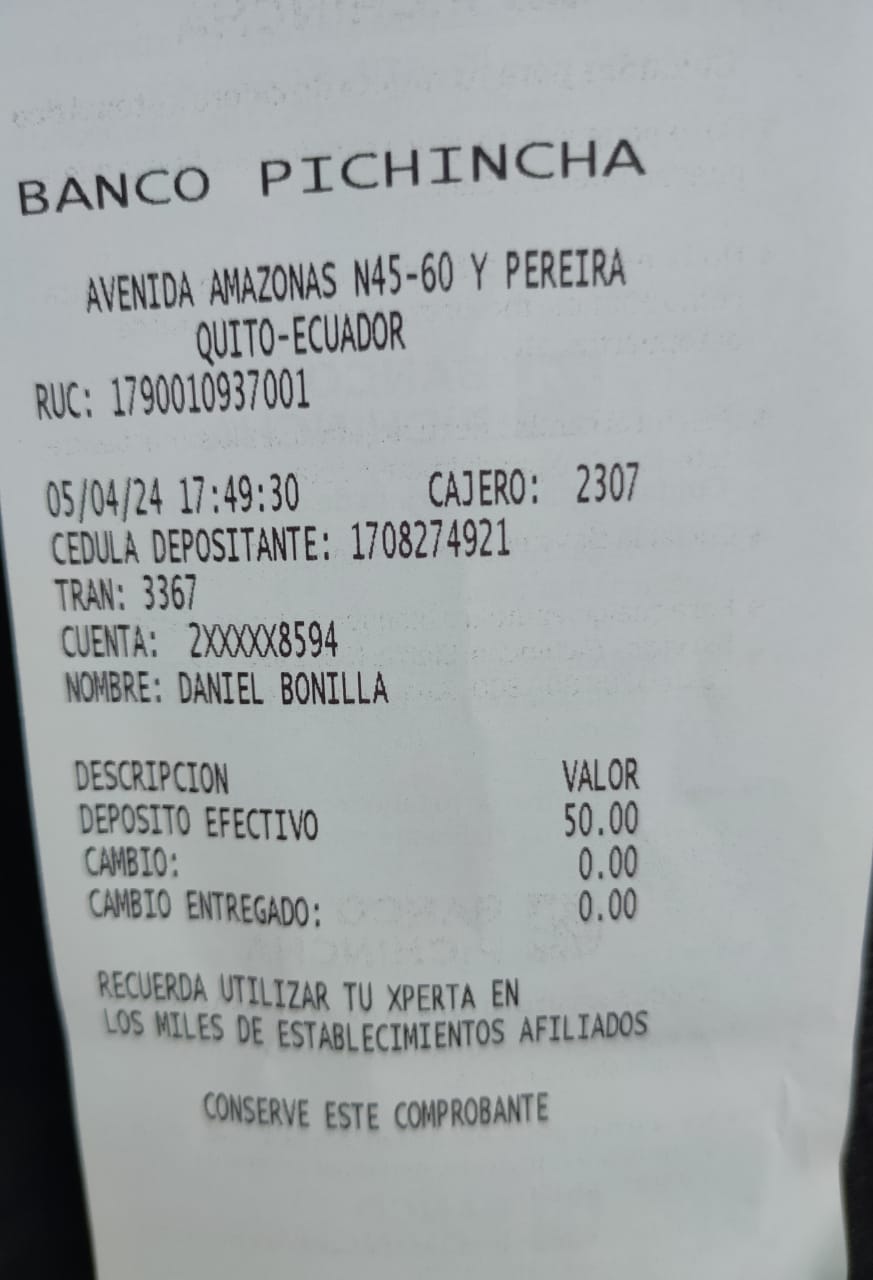 BANCO PICHINCHA
AVENIDA AMAZONAS N45-60 Y PEREIRA
QUITO-ECUADOR
RUC: 1790010937001
05/04/24 17:49:30 CAJERO: 2307
CEDULA DEPOSITANTE: 1708274921
TRAN: 3367
CUENTA: 2XXXXX8594
NOMBRE: DANIEL BONILLA
DESCRIPCION VALOR
DEPOSITO EFECTIVO 50.00
CAMBIO: 0.00
CAMBIO ENTREGADO: 0.00
RECUERDA UTILIZAR TU XPERTA EN
LOS MILES DE ESTABLECIMIENTOS AFILIADOS
CONSERVE ESTE COMPROBANTE